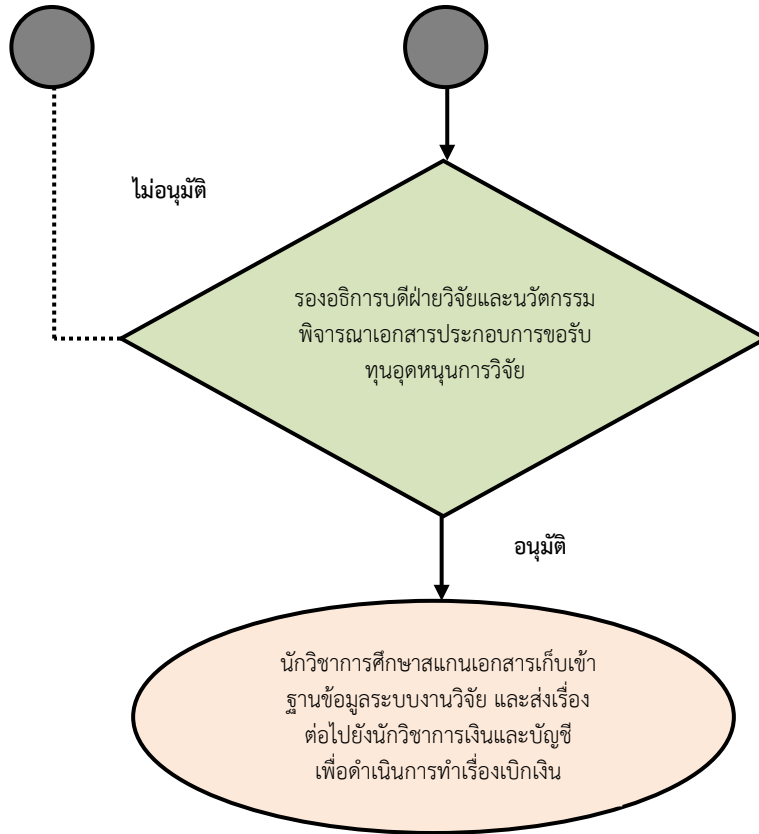 ไม่อนุมัติ
รองอธิการบดีฝ่ายวิจัยและนวัตกรรม
พิจารณาเอกสารประกอบการขอรับ
ทุนอุดหนุนการวิจัย
อนุมัติ
นักวิชาการศึกษาสแกนเอกสารเก็บเข้า
ฐานข้อมูลระบบงานวิจัย และส่งเรื่อง
ต่อไปยังนักวิชาการเงินและบัญชี
เพื่อดำเนินการทำเรื่องเบิกเงิน